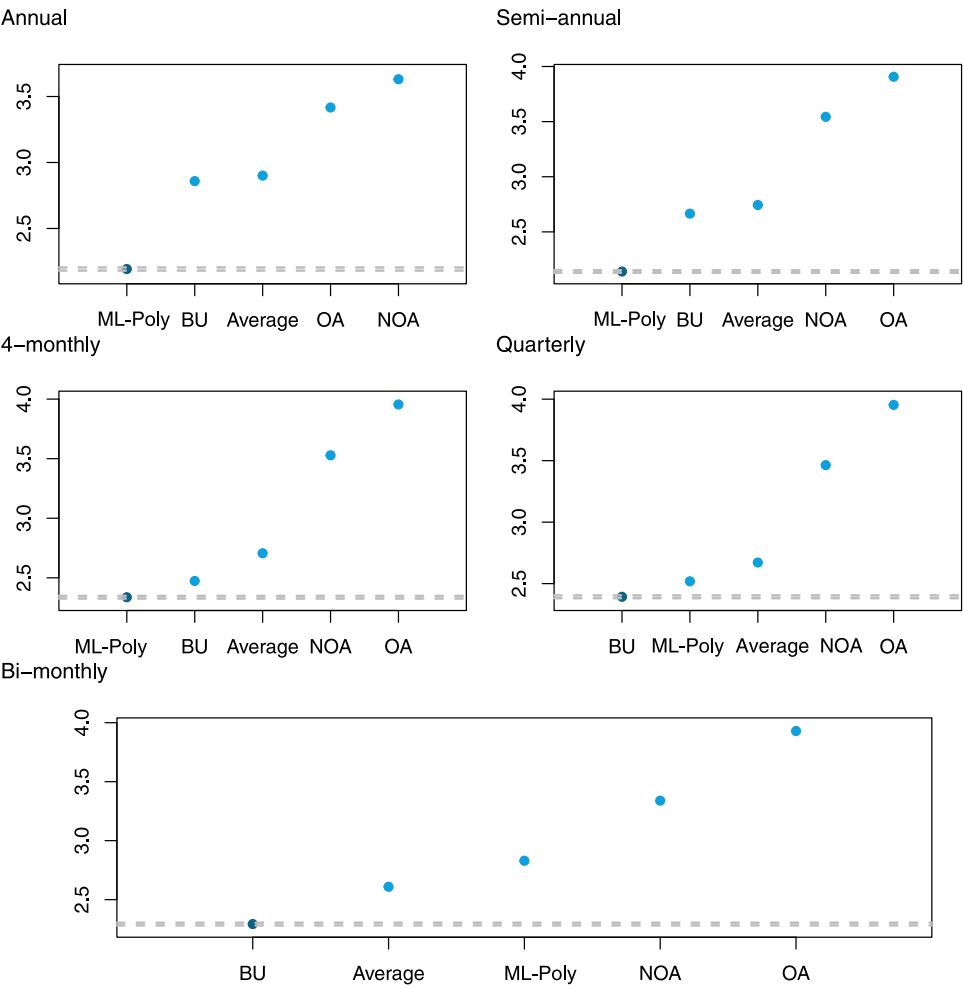 Annual
3.5
3.0
2.5
ML-Poly BU Average OA NOA
Semi−annual
4.0
3.5
3.0
2.5
ML-Poly BU Average NOA OA
4−monthly
4.0
3.5
3.0
2.5
ML-Poly BU Average NOA OA
Quarterly
4.0
3.5
3.0
2.5
BU ML-Poly Average NOA OA
Bi−monthly
4.0
3.5
3.0
2.5
BU Average ML-Poly NOA OA